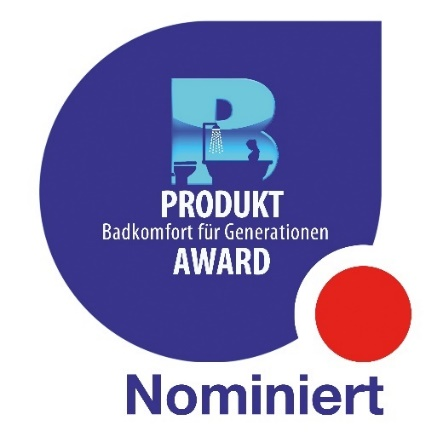 B
PRODUKT
Badkomfort für Generationen
AWARD
Nominiert